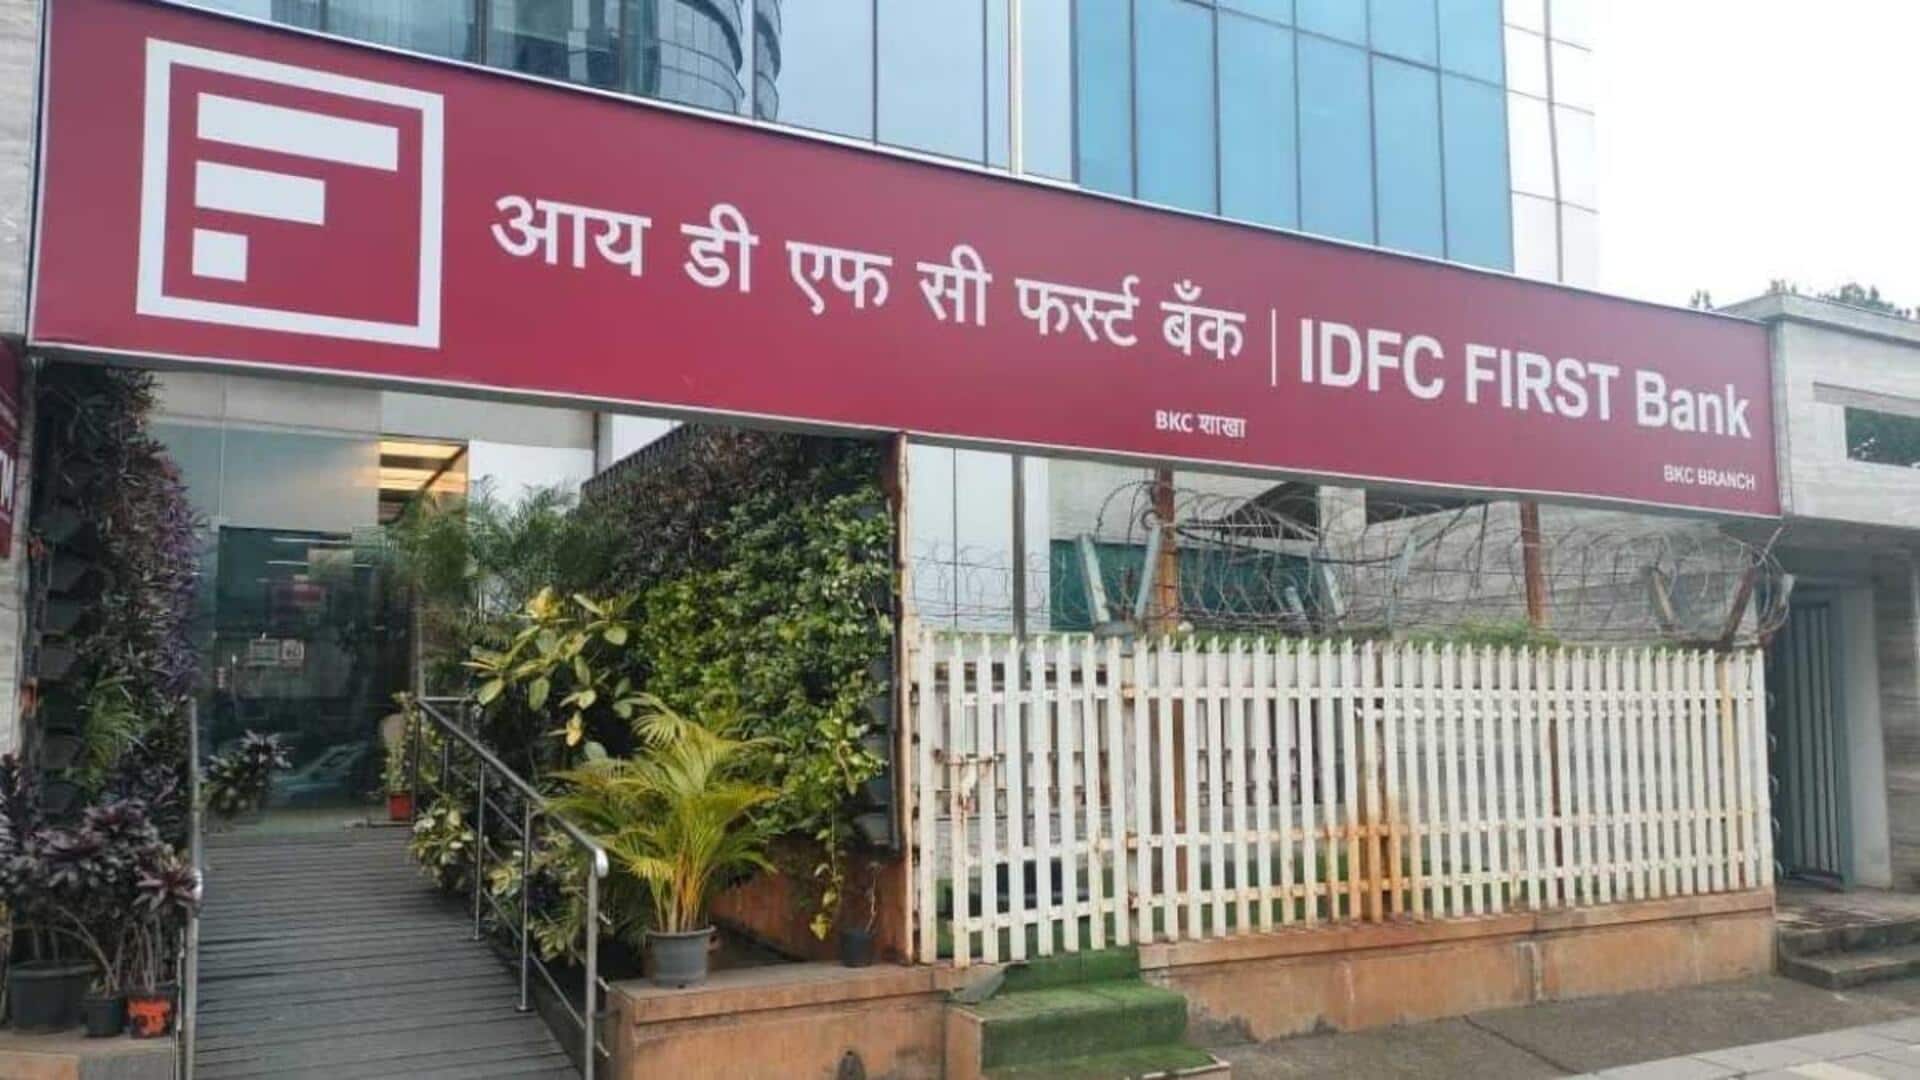 आय डी एफ सी फर्स्ट बँक | IDFC FIRST Bank
BKC शाखा
BKC BRANCH